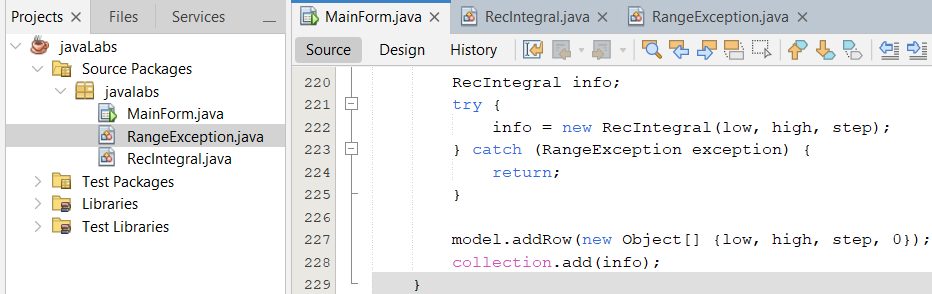 Projects × Files Services
javaLabs
Source Packages
javalabs
MainForm.java
RangeException.java
RecIntegral.java
Test Packages
Libraries
Test Libraries
MainForm.java × RecIntegral.java × RangeException.java ×
Source Design History
220 RecIntegral info;
221 try {
222 info = new RecIntegral(low, high, step);
223 } catch (RangeException exception) {
224 return;
225 }
226
227 model.addRow(new Object[] {low, high, step, 0});
228 collection.add(info);
229 }